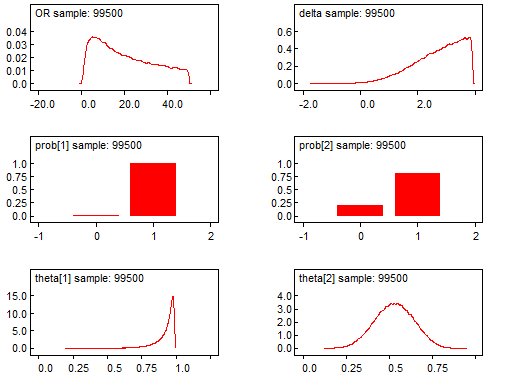 OR sample: 99500
0.04
0.03
0.02
0.01
0.0
-20.0 0.0 20.0 40.0
delta sample: 99500
0.6
0.4
0.2
0.0
-2.0 0.0 2.0
prob[1] sample: 99500
1.0
0.75
0.5
0.25
0.0
-1 0 1 2
prob[2] sample: 99500
1.0
0.75
0.5
0.25
0.0
-1 0 1 2
theta[1] sample: 99500
15.0
10.0
5.0
0.0
0.0 0.25 0.5 0.75 1.0
theta[2] sample: 99500
4.0
3.0
2.0
1.0
0.0
0.0 0.25 0.5 0.75